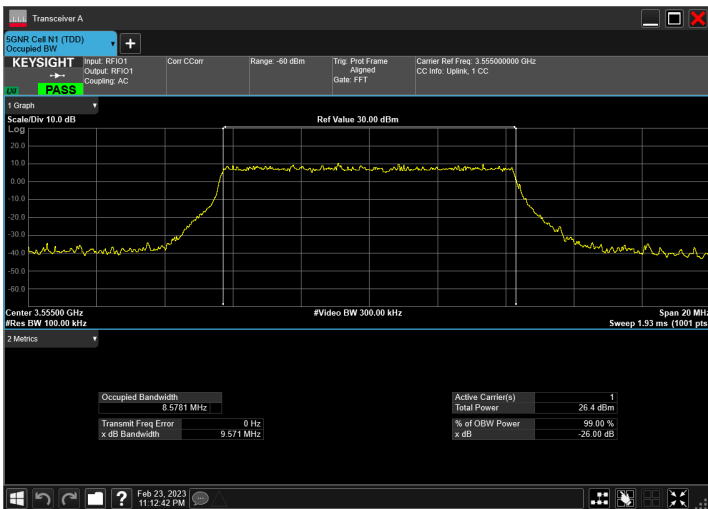 Transceiver A
5GNR Cell N1 (TDD)
Occupied BW
KEYSIGHT
PASS
Input: RFIO1
Output: RFIO1
Coupling: AC
Corr CCorr
Range: -60 dBm
Trig: Prot Frame
Aligned
Gate: FFT
Carrier Ref Freq: 3.555000000 GHz
CC Info: Uplink, 1 CC
1 Graph
Scale/Div 10.0 dB
Ref Value 30.00 dBm
Log
20.0
10.0
0.00
-10.0
-20.0
-30.0
-40.0
-50.0
-60.0
Center 3.55500 GHz
#Video BW 300.00 kHz
Span 20 MHz
#Res BW 100.00 kHz
Sweep 1.93 ms (1001 pts
2 Metrics
Occupied Bandwidth
8.5781 MHz
Transmit Freq Error 0 Hz
x dB Bandwidth 9.571 MHz
Active Carrier(s) 1
Total Power 26.4 dBm
% of OBW Power 99.00 %
x dB -26.00 dB
?
Feb 23, 2023
11:12:42 PM